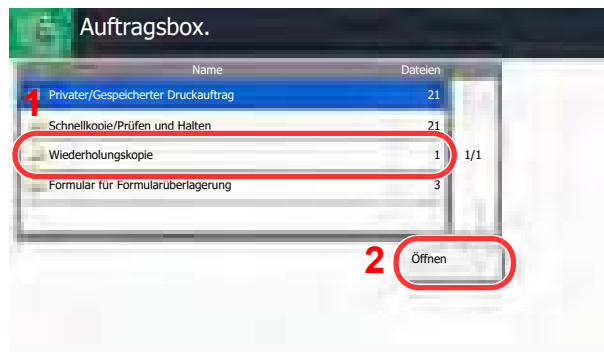 Auftragsbox.
Name Dateien
1
Privater/Gespeicherter Druckauftrag 21
Schnellkopie/Prüfen und Halten 21
Wiederholungskopie 1 1/1
Formular für Formularüberlagerung 3
2 Öffnen